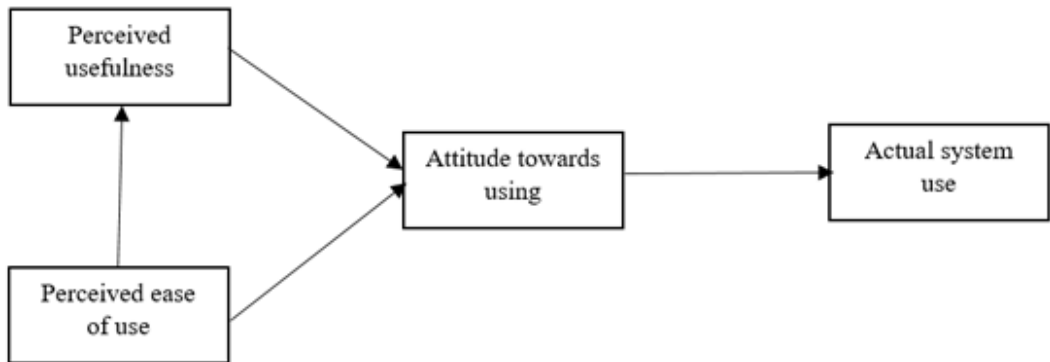 Perceived
usefulness
Attitude towards
using
Actual system
use
Perceived ease
of use